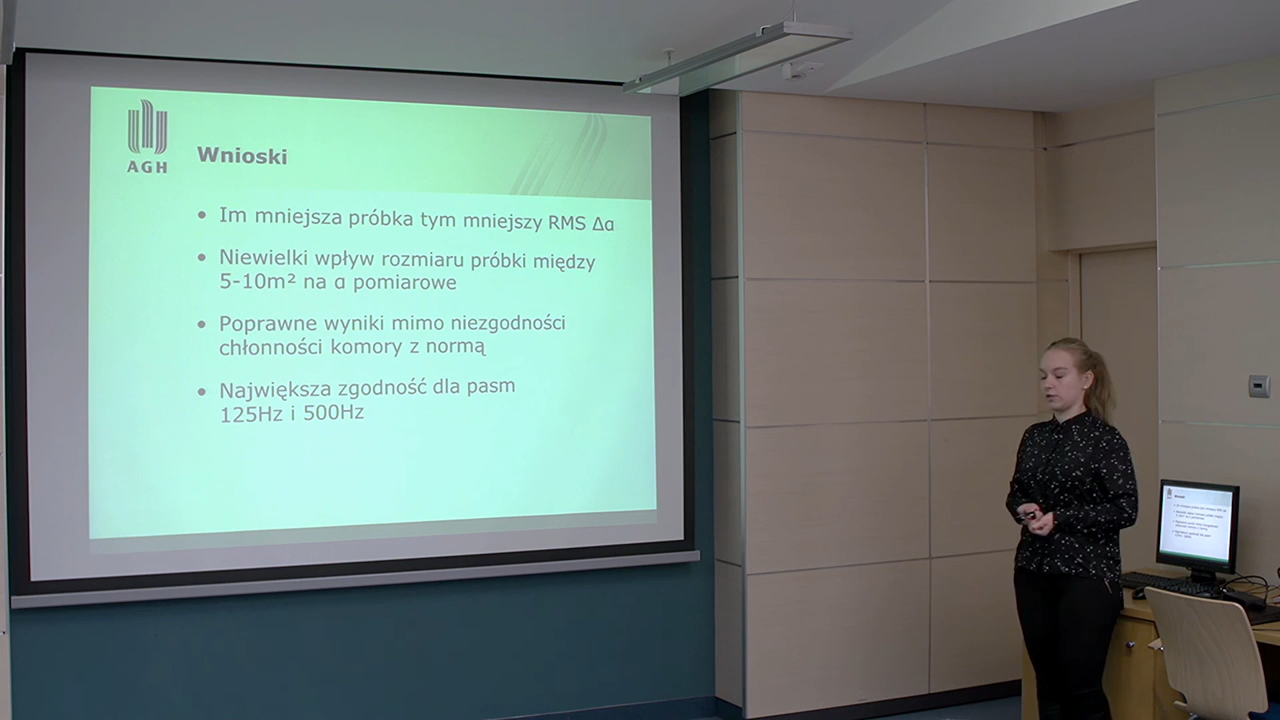 AGH
Wnioski
• Im mniejsza próbka tym mniejszy RMS Δα
• Niewielki wpływ rozmiaru próbki między
5-10m² na α pomiarowe
• Poprawne wyniki mimo niezgodności
chłonności komory z normą
• Największa zgodność dla pasm
125Hz i 500Hz
Wnioski